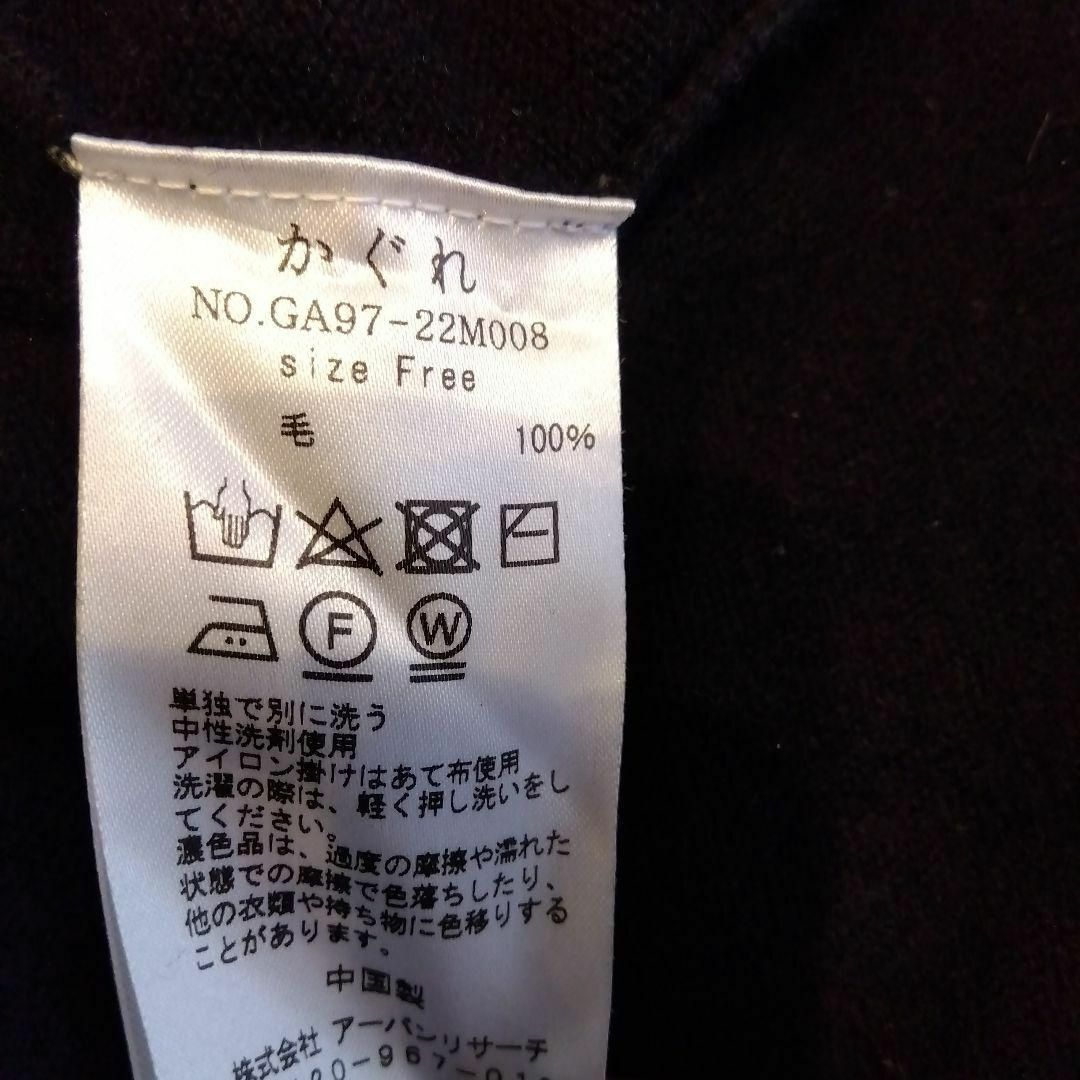 かぐれ
NO.GA97-22M008
size Free
毛 100%
F W
単独で別に洗う
中性洗剤使用
アイロン掛けはあて布使用
洗濯の際は、軽く押し洗いをし
てください。
濃色品は、過度の摩擦や濡れた
状態での摩擦で色落ちしたり、
他の衣類や持ち物に色移りする
ことがあります。
中国製
株式会社 アーバンリサーチ